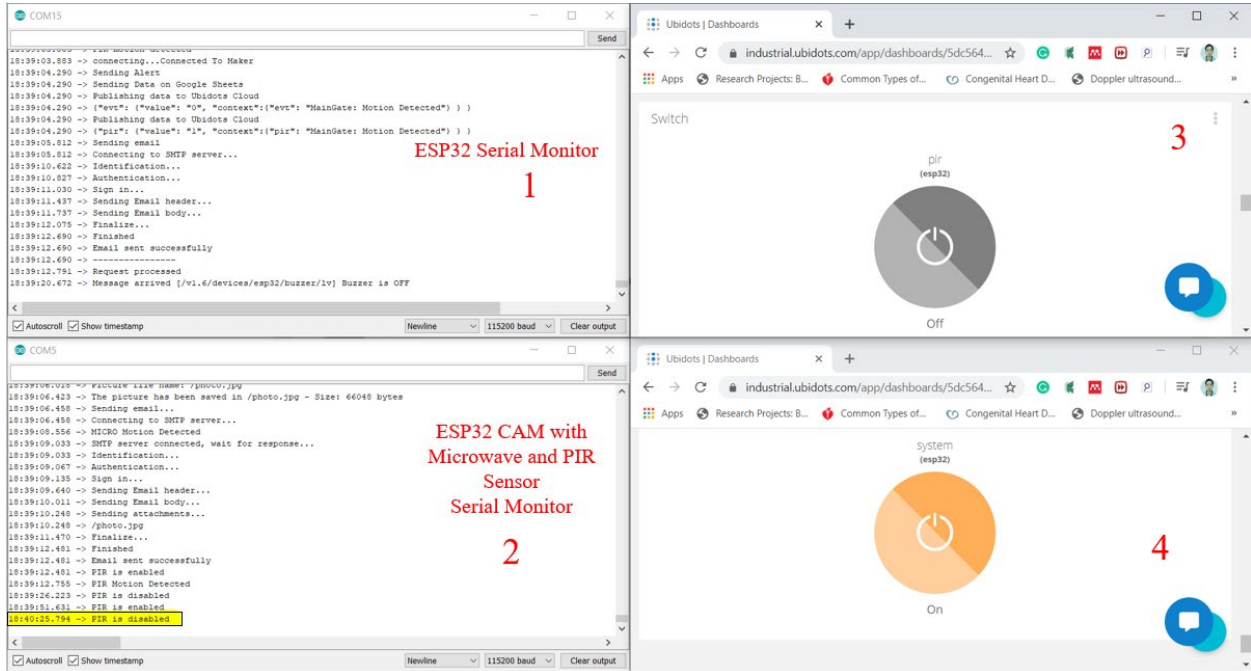 COM15
Send
18:39:03.883 -> PIR Motion detected
18:39:03.883 -> connecting...Connected To Maker
18:39:04.290 -> Sending Alert
18:39:04.290 -> Sending Data on Google Sheets
18:39:04.290 -> Publishing data to Ubidots Cloud
18:39:04.290 -> {"evt": {"value": "0", "context":{"evt": "MainGate: Motion Detected"} } }
18:39:04.290 -> Publishing data to Ubidots Cloud
18:39:04.290 -> {"pir": {"value": "1", "context":{"pir": "MainGate: Motion Detected"} } }
18:39:05.812 -> Sending email
18:39:05.812 -> Connecting to SMTP server...
18:39:10.622 -> Identification...
18:39:10.827 -> Authentication...
18:39:11.030 -> Sign in...
18:39:11.437 -> Sending Email header...
18:39:11.737 -> Sending Email body...
18:39:12.075 -> Finalize...
18:39:12.690 -> Finished
18:39:12.690 -> Email sent successfully
18:39:12.690 -> ----------------
18:39:12.791 -> Request processed
18:39:20.672 -> Message arrived [/v1.6/devices/esp32/buzzer/lv] Buzzer is OFF
ESP32 Serial Monitor
1
Autoscroll Show timestamp Newline 115200 baud Clear output
Ubidots | Dashboards
industrial.ubidots.com/app/dashboards/5dc564...
Apps Research Projects: B... Common Types of... Congenital Heart D... Doppler ultrasound... »
Switch
3
pir
(esp32)
Off
COM5
Send
18:39:06.018 -> Picture file name: /photo.jpg
18:39:06.423 -> The picture has been saved in /photo.jpg - Size: 66048 bytes
18:39:06.458 -> Sending email...
18:39:06.458 -> Connecting to SMTP server...
18:39:08.556 -> MICRO Motion Detected
18:39:09.033 -> SMTP server connected, wait for response...
18:39:09.033 -> Identification...
18:39:09.067 -> Authentication...
18:39:09.135 -> Sign in...
18:39:09.640 -> Sending Email header...
18:39:10.011 -> Sending Email body...
18:39:10.248 -> Sending attachments...
18:39:10.248 -> /photo.jpg
18:39:11.470 -> Finalize...
18:39:12.481 -> Finished
18:39:12.481 -> Email sent successfully
18:39:12.481 -> PIR is enabled
18:39:12.755 -> PIR Motion Detected
18:39:26.223 -> PIR is disabled
18:39:51.631 -> PIR is enabled
18:40:25.794 -> PIR is disabled
ESP32 CAM with
Microwave and PIR
Sensor
Serial Monitor
2
Autoscroll Show timestamp Newline 115200 baud Clear output
Ubidots | Dashboards
industrial.ubidots.com/app/dashboards/5dc564...
Apps Research Projects: B... Common Types of... Congenital Heart D... Doppler ultrasound... »
system
(esp32)
4
On